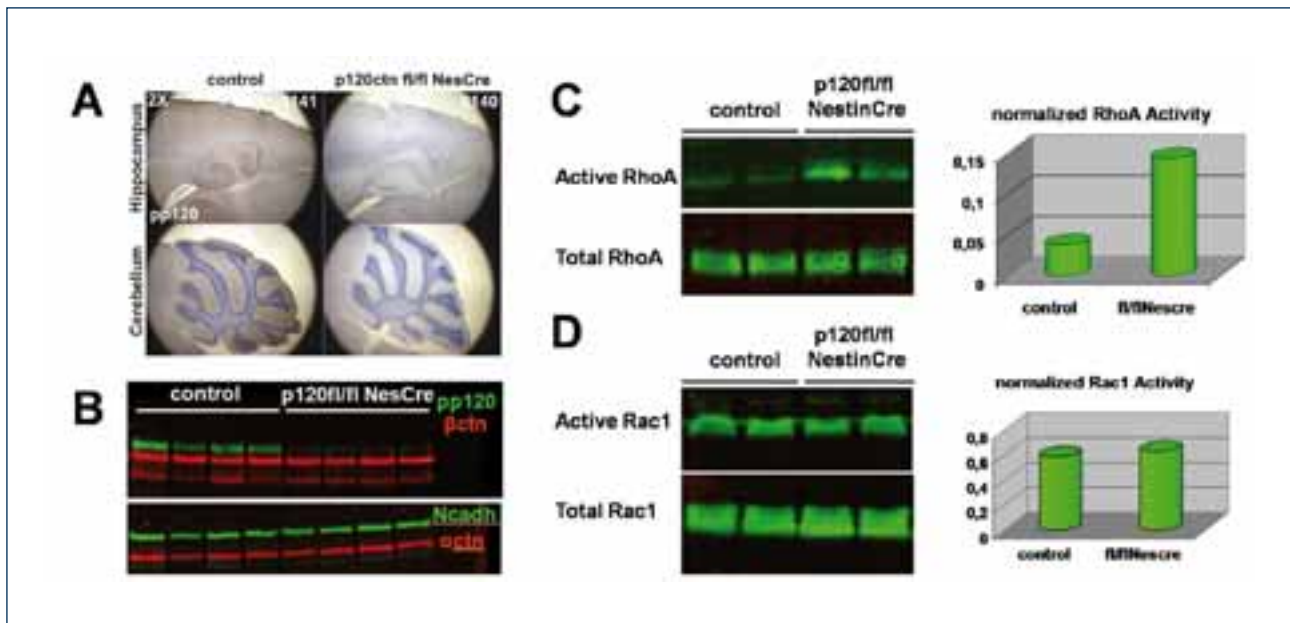 A
control
p120ctn fl/fl NesCre
Hippocampus
2X
141
140
pp120
Cerebellum
B
control
p120fl/fl NesCre
pp120
βctn
Ncadh
αctn
C
control
p120fl/fl
NestinCre
Active RhoA
Total RhoA
normalized RhoA Activity
0,15
0,1
0,05
0
control
fl/flNescre
D
control
p120fl/fl
NestinCre
Active Rac1
Total Rac1
normalized Rac1 Activity
0,8
0,6
0,4
0,2
0
control
fl/flNescre